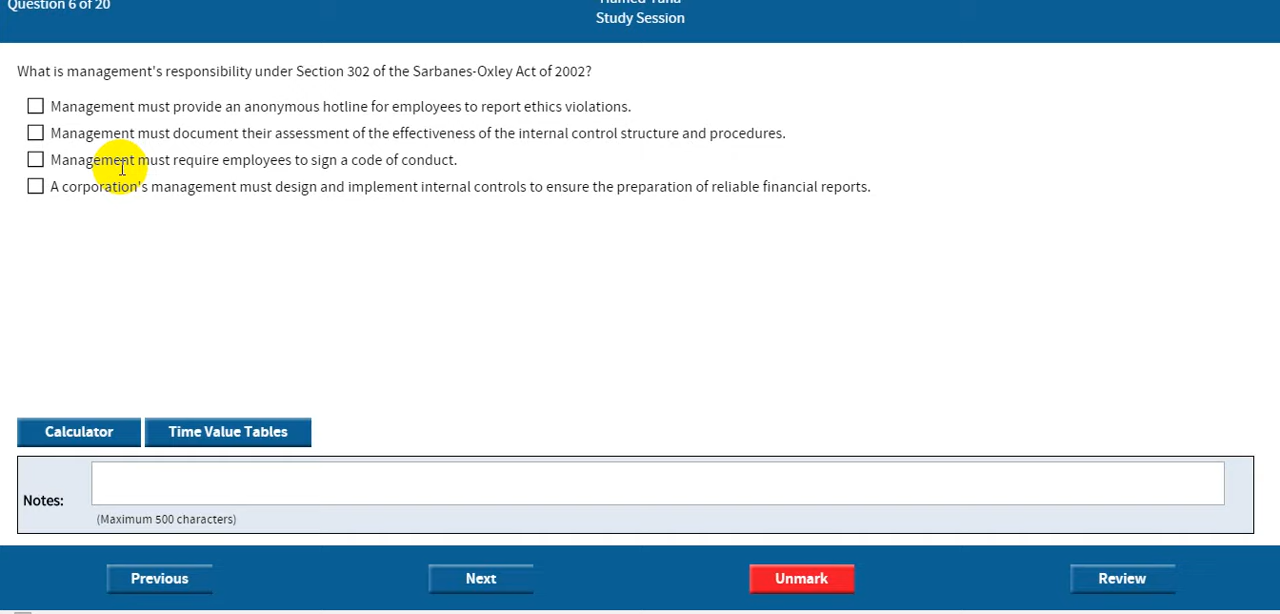 Question 6 of 20
Study Session
What is management's responsibility under Section 302 of the Sarbanes-Oxley Act of 2002?
Management must provide an anonymous hotline for employees to report ethics violations.
Management must document their assessment of the effectiveness of the internal control structure and procedures.
Management must require employees to sign a code of conduct.
A corporation's management must design and implement internal controls to ensure the preparation of reliable financial reports.
Calculator
Time Value Tables
Notes:
(Maximum 500 characters)
Previous
Next
Unmark
Review